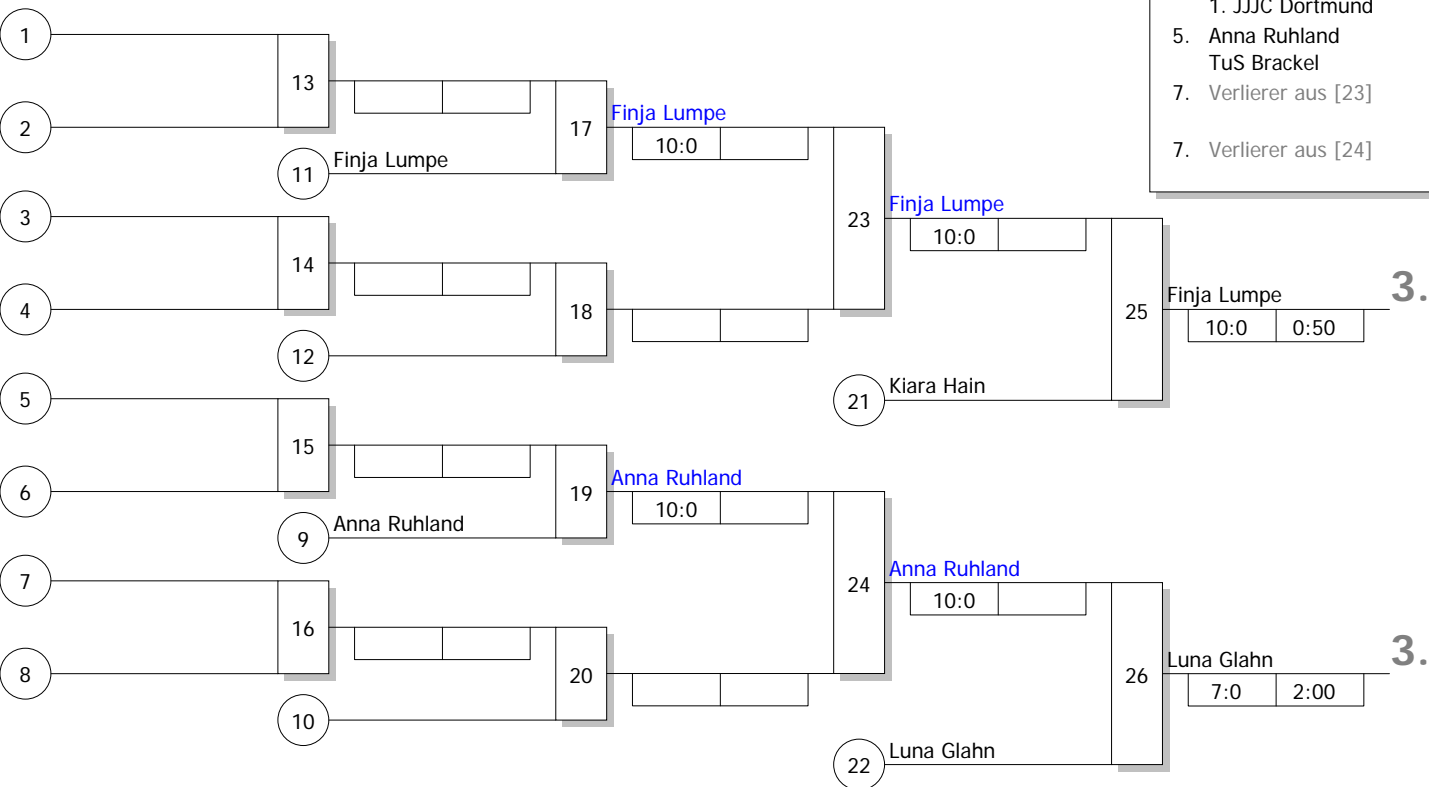 1. JJJC Dortmund
5. Anna Ruhland
TuS Brackel
7. Verlierer aus [23]
7. Verlierer aus [24]
1
13
2
17
Finja Lumpe
10:0
11
Finja Lumpe
3
23
Finja Lumpe
10:0
14
4
18
25
Finja Lumpe
3.
10:0
0:50
12
5
21
Kiara Hain
15
6
19
Anna Ruhland
10:0
9
Anna Ruhland
7
24
Anna Ruhland
10:0
16
8
20
26
Luna Glahn
3.
7:0
2:00
10
22
Luna Glahn